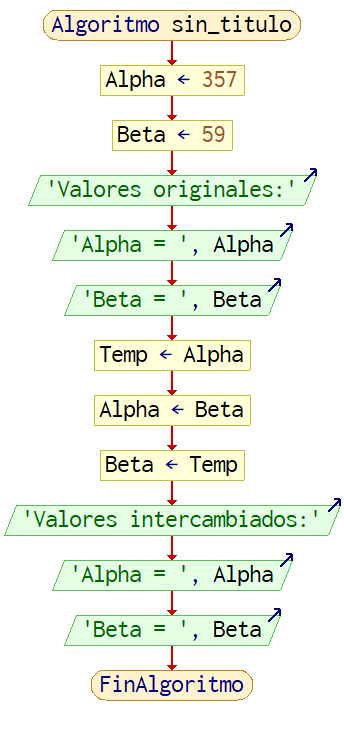 Algoritmo sin_titulo
Alpha ← 357
Beta ← 59
'Valores originales:'
'Alpha = ', Alpha
'Beta = ', Beta
Temp ← Alpha
Alpha ← Beta
Beta ← Temp
'Valores intercambiados:'
'Alpha = ', Alpha
'Beta = ', Beta
FinAlgoritmo